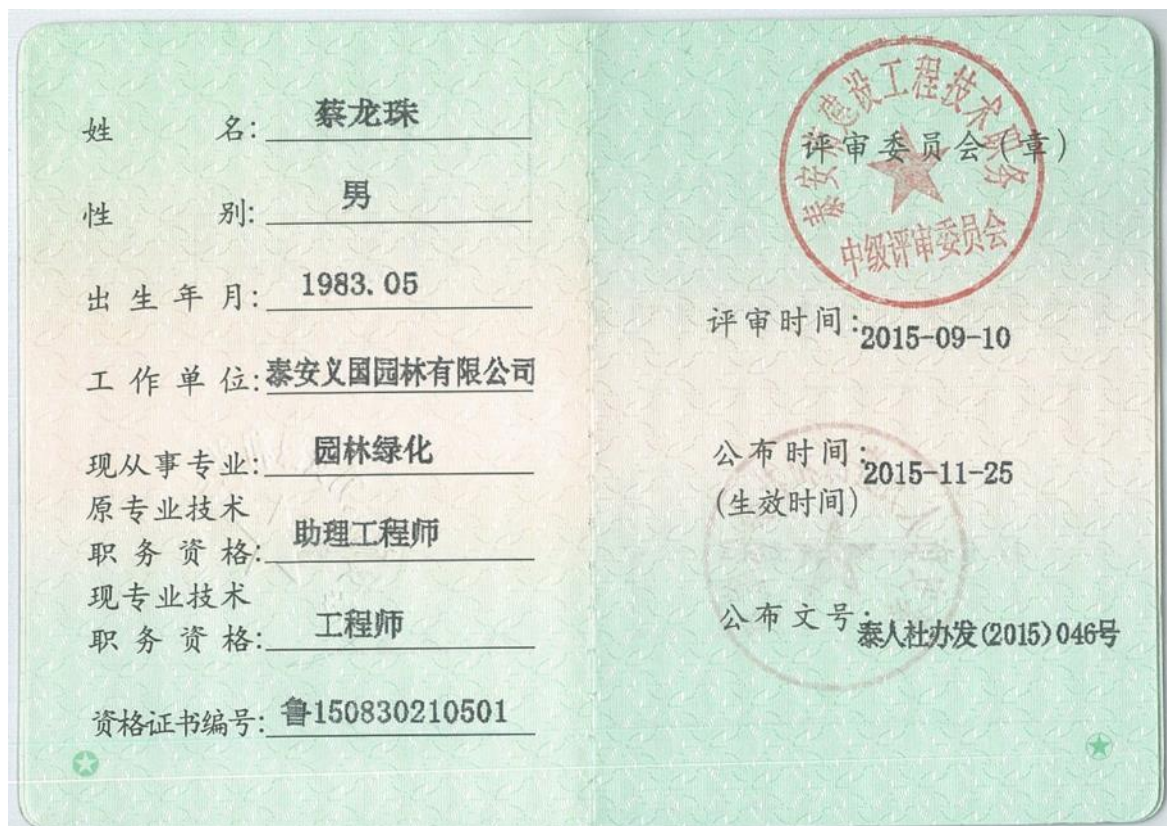 姓 名: 蔡龙珠
性 别: 男
出生年月: 1983.05
工作单位: 泰安义国园林有限公司
现从事专业: 园林绿化
原专业技术
职务资格: 助理工程师
现专业技术
职务资格: 工程师
资格证书编号: 鲁150830210501
泰安市建设工程技术职务
评审委员会(章)
中级评审委员会
评审时间: 2015-09-10
公布时间: 2015-11-25
(生效时间)
公布文号: 泰人社办发(2015)046号